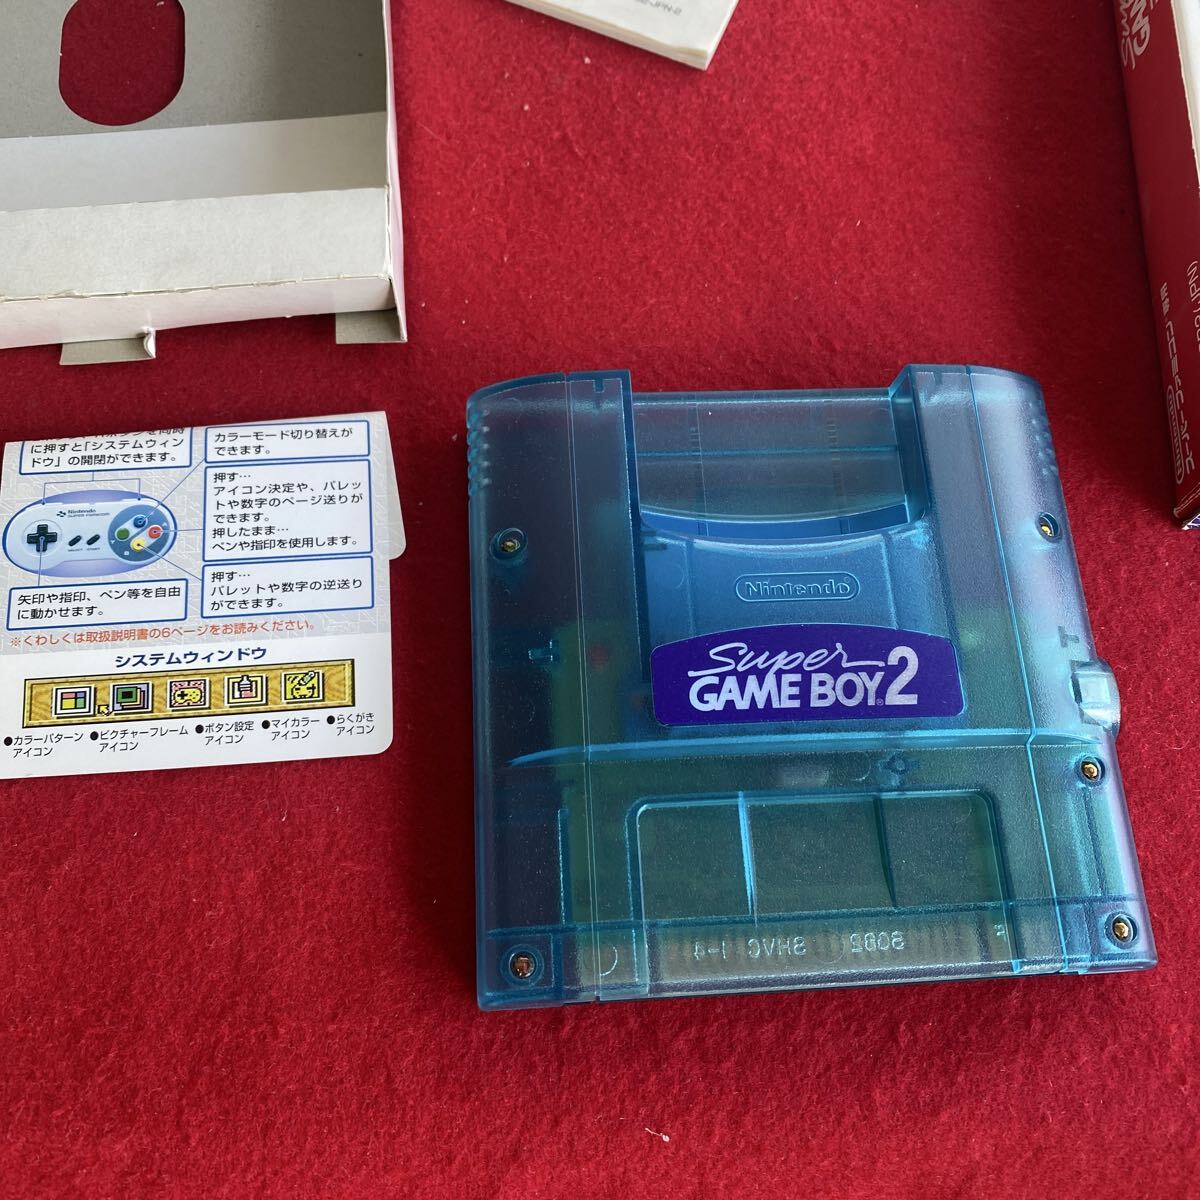 に押すと「システムウィン
ドウ」の開閉ができます。
カラーモード切り替えが
できます。
押す…
アイコン決定や、パレッ
トや数字のページ送りが
できます。
押したまま…
ペンや指印を使用します。
Nintendo
SUPER FAMICOM
SELECT START
矢印や指印、ペン等を自由
に動かせます。
押す…
パレットや数字の逆送り
ができます。
※くわしくは取扱説明書の6ページをお読みください。
システムウィンドウ
●カラーパターン
アイコン
●ピクチャーフレーム
アイコン
●ボタン設定
アイコン
●マイカラー
アイコン
●らくがき
アイコン
Nintendo®
Super
GAME BOY®2
Nintendo